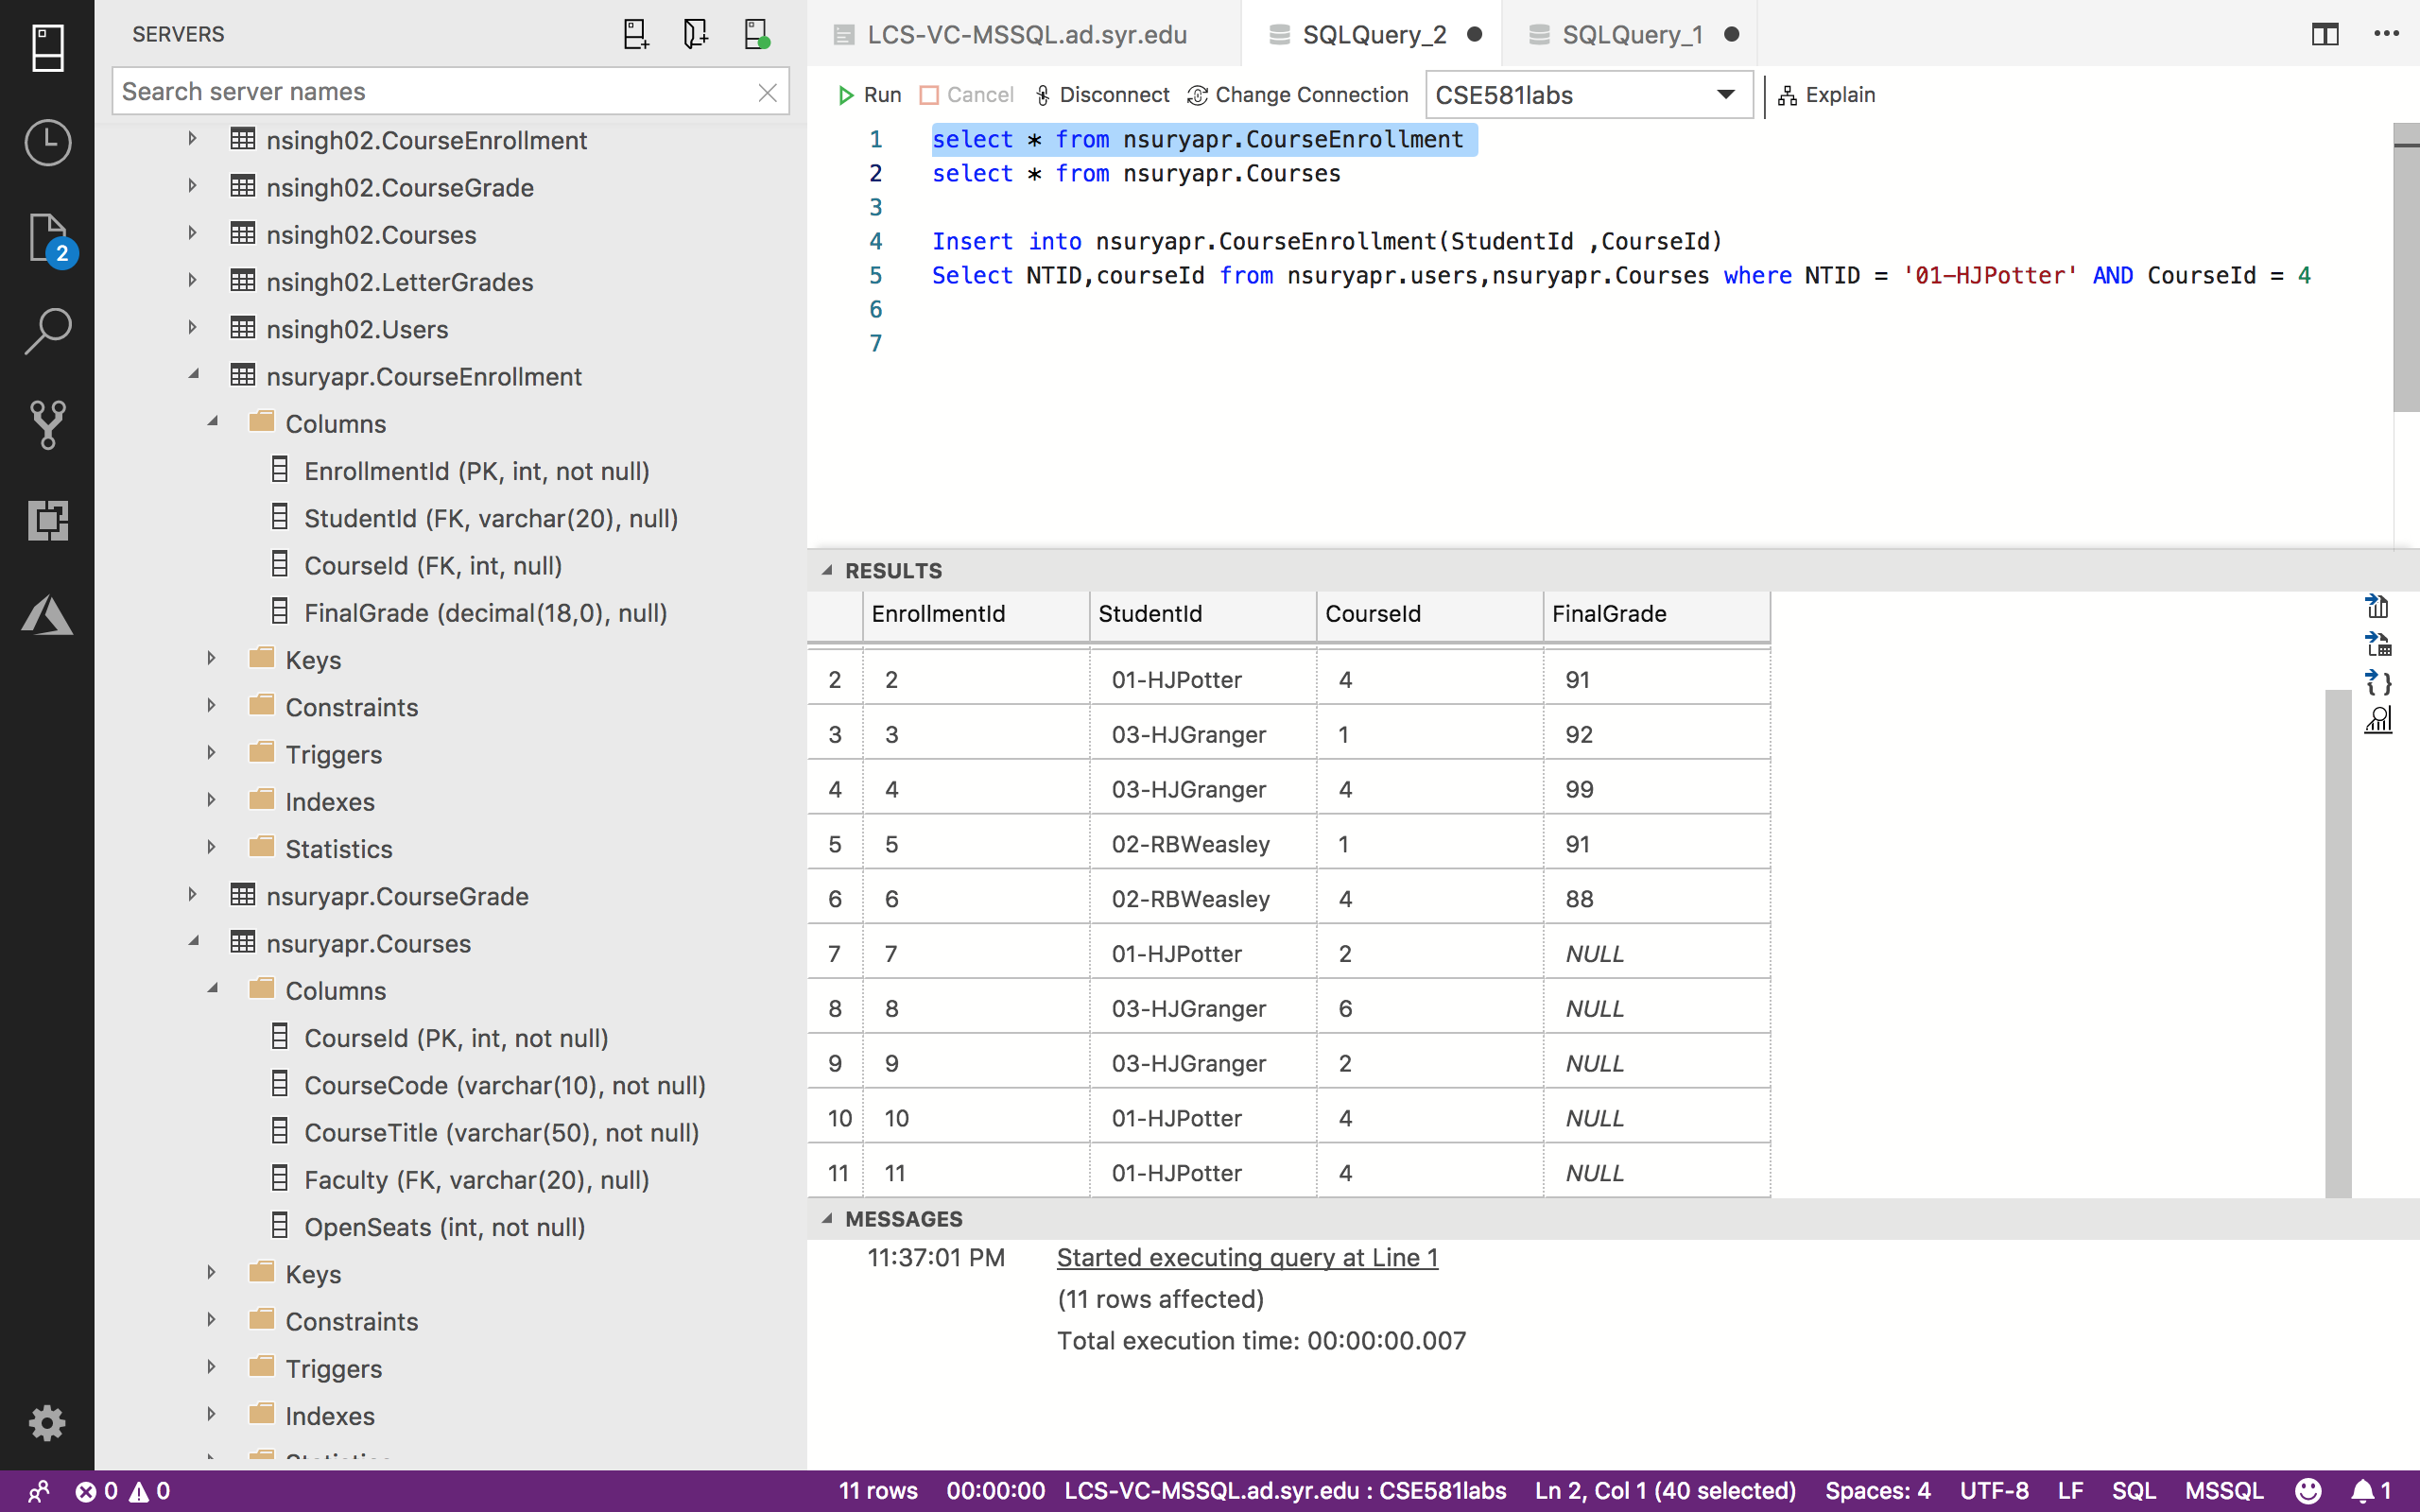 SERVERS
Search server names
nsingh02.CourseEnrollment
nsingh02.CourseGrade
nsingh02.Courses
nsingh02.LetterGrades
nsingh02.Users
nsuryapr.CourseEnrollment
Columns
EnrollmentId (PK, int, not null)
StudentId (FK, varchar(20), null)
CourseId (FK, int, null)
FinalGrade (decimal(18,0), null)
Keys
Constraints
Triggers
Indexes
Statistics
nsuryapr.CourseGrade
nsuryapr.Courses
Columns
CourseId (PK, int, not null)
CourseCode (varchar(10), not null)
CourseTitle (varchar(50), not null)
Faculty (FK, varchar(20), null)
OpenSeats (int, not null)
Keys
Constraints
Triggers
Indexes
2
LCS-VC-MSSQL.ad.syr.edu SQLQuery_2 SQLQuery_1
Run Cancel Disconnect Change Connection CSE581labs Explain
1 select * from nsuryapr.CourseEnrollment
2 select * from nsuryapr.Courses
3
4 Insert into nsuryapr.CourseEnrollment(StudentId ,CourseId)
5 Select NTID,courseId from nsuryapr.users,nsuryapr.Courses where NTID = '01-HJPotter' AND CourseId = 4
6
7
RESULTS
EnrollmentId StudentId CourseId FinalGrade
2 2 01-HJPotter 4 91
3 3 03-HJGranger 1 92
4 4 03-HJGranger 4 99
5 5 02-RBWeasley 1 91
6 6 02-RBWeasley 4 88
7 7 01-HJPotter 2 NULL
8 8 03-HJGranger 6 NULL
9 9 03-HJGranger 2 NULL
10 10 01-HJPotter 4 NULL
11 11 01-HJPotter 4 NULL
MESSAGES
11:37:01 PM Started executing query at Line 1
(11 rows affected)
Total execution time: 00:00:00.007
0 0 11 rows 00:00:00 LCS-VC-MSSQL.ad.syr.edu : CSE581labs Ln 2, Col 1 (40 selected) Spaces: 4 UTF-8 LF SQL MSSQL 1